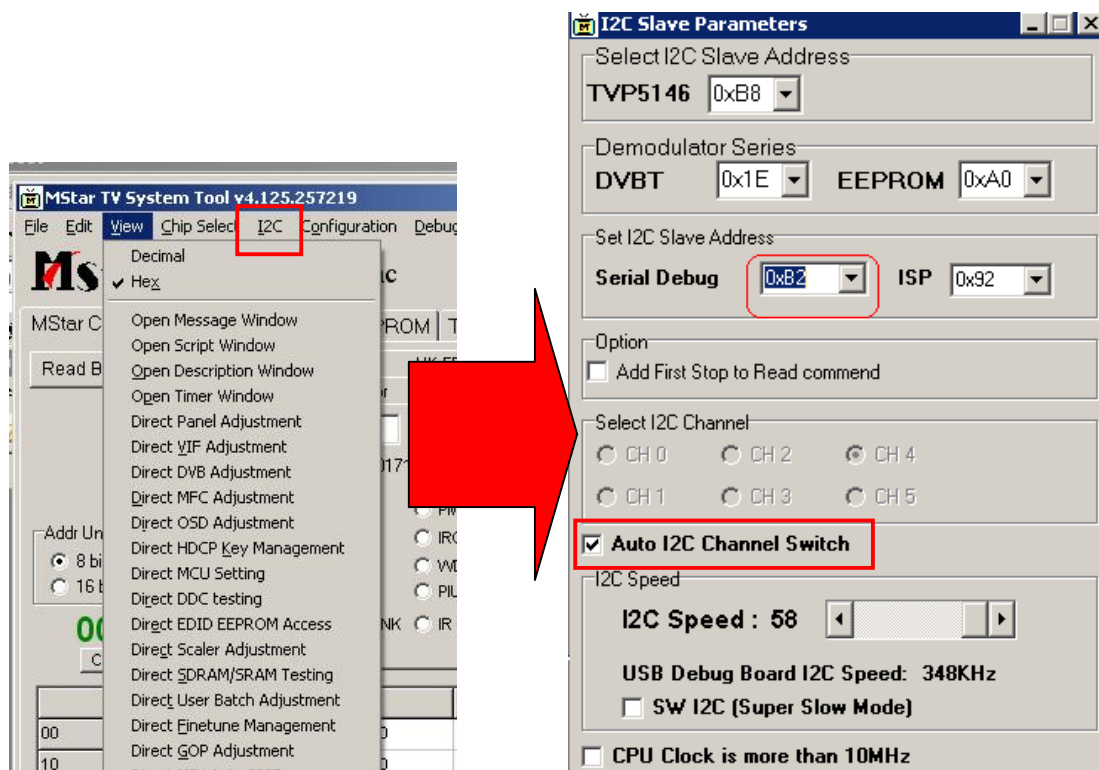 MStar TV System Tool v4.125.257219
File Edit View Chip Select I2C Configuration Debug
Ms
Decimal
✓ Hex
MStar C
Open Message Window
PROM
Open Script Window
Read B
Open Description Window
Open Timer Window
Direct Panel Adjustment
Direct VIF Adjustment
Direct DVB Adjustment
Direct MFC Adjustment
Direct OSD Adjustment
Addr Un
Direct HDCP Key Management
8 bi
Direct MCU Setting
16 b
Direct DDC testing
Direct EDID EEPROM Access
NK IR
Direct Scaler Adjustment
Direct SDRAM/SRAM Testing
Direct User Batch Adjustment
00
Direct Finetune Management
10
Direct GOP Adjustment
I2C Slave Parameters
Select I2C Slave Address
TVP5146 0xB8
Demodulator Series
DVBT 0x1E EEPROM 0xA0
Set I2C Slave Address
Serial Debug 0xB2 ISP 0x92
Option
Add First Stop to Read commend
Select I2C Channel
CH 0 CH 2 CH 4
CH 1 CH 3 CH 5
Auto I2C Channel Switch
I2C Speed
I2C Speed : 58
USB Debug Board I2C Speed: 348KHz
SW I2C (Super Slow Mode)
CPU Clock is more than 10MHz